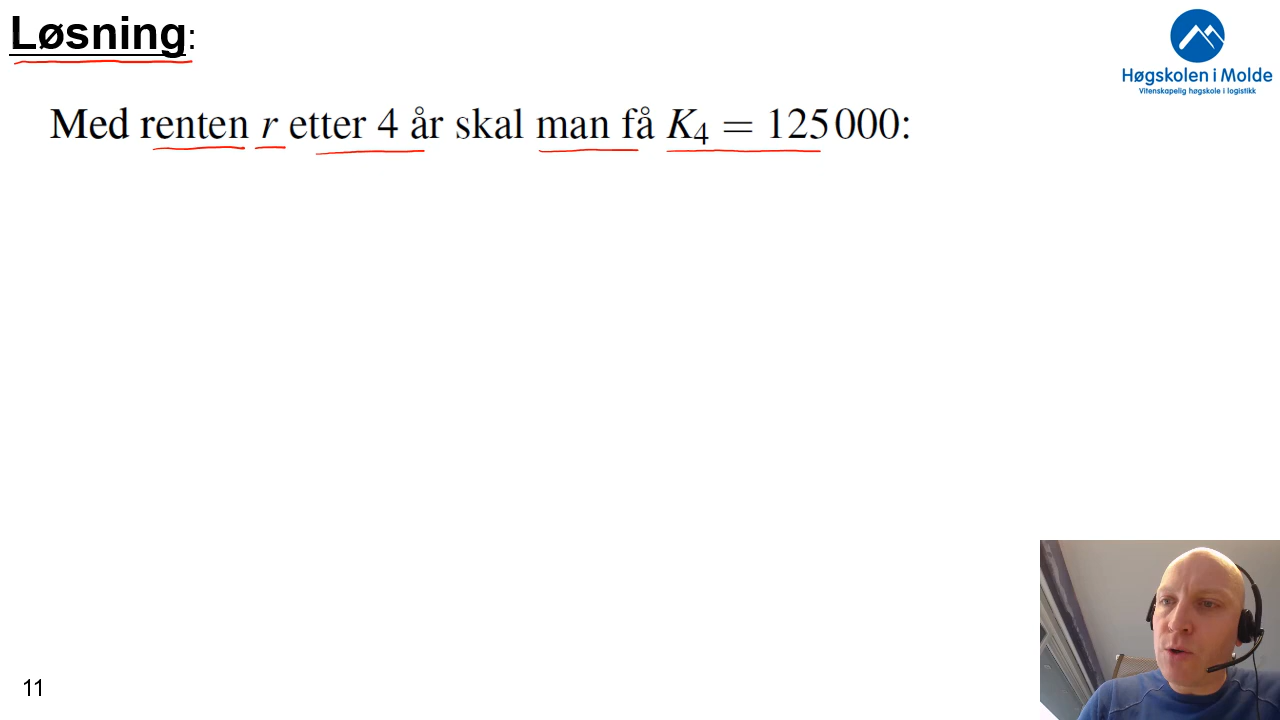 Løsning:
Høgskolen i Molde
Vitenskapelig høgskole i logistikk
Med renten r etter 4 år skal man få K₄ = 125 000:
11